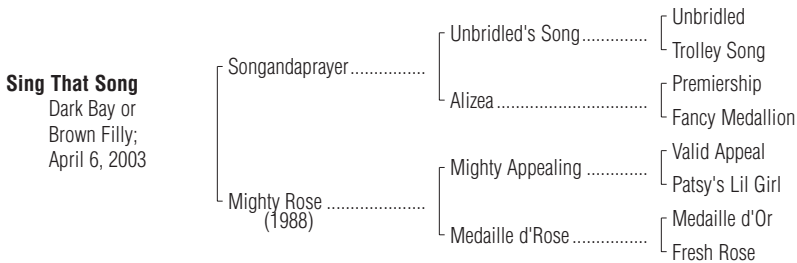 Sing That Song
Dark Bay or
Brown Filly;
April 6, 2003
Songandaprayer
Mighty Rose
(1988)
Unbridled's Song
Alizea
Mighty Appealing
Medaille d'Rose
Unbridled
Trolley Song
Premiership
Fancy Medallion
Valid Appeal
Patsy's Lil Girl
Medaille d'Or
Fresh Rose